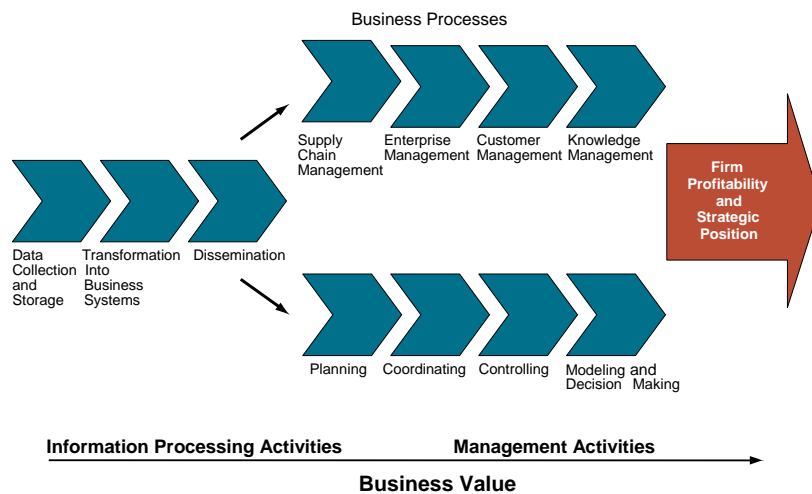 Business Processes
Supply
Chain
Management
Enterprise
Management
Customer
Management
Knowledge
Management
Firm
Profitability
and
Strategic
Position
Data
Collection
and
Storage
Transformation
Into
Business
Systems
Dissemination
Planning
Coordinating
Controlling
Modeling and
Decision Making
Information Processing Activities
Management Activities
Business Value